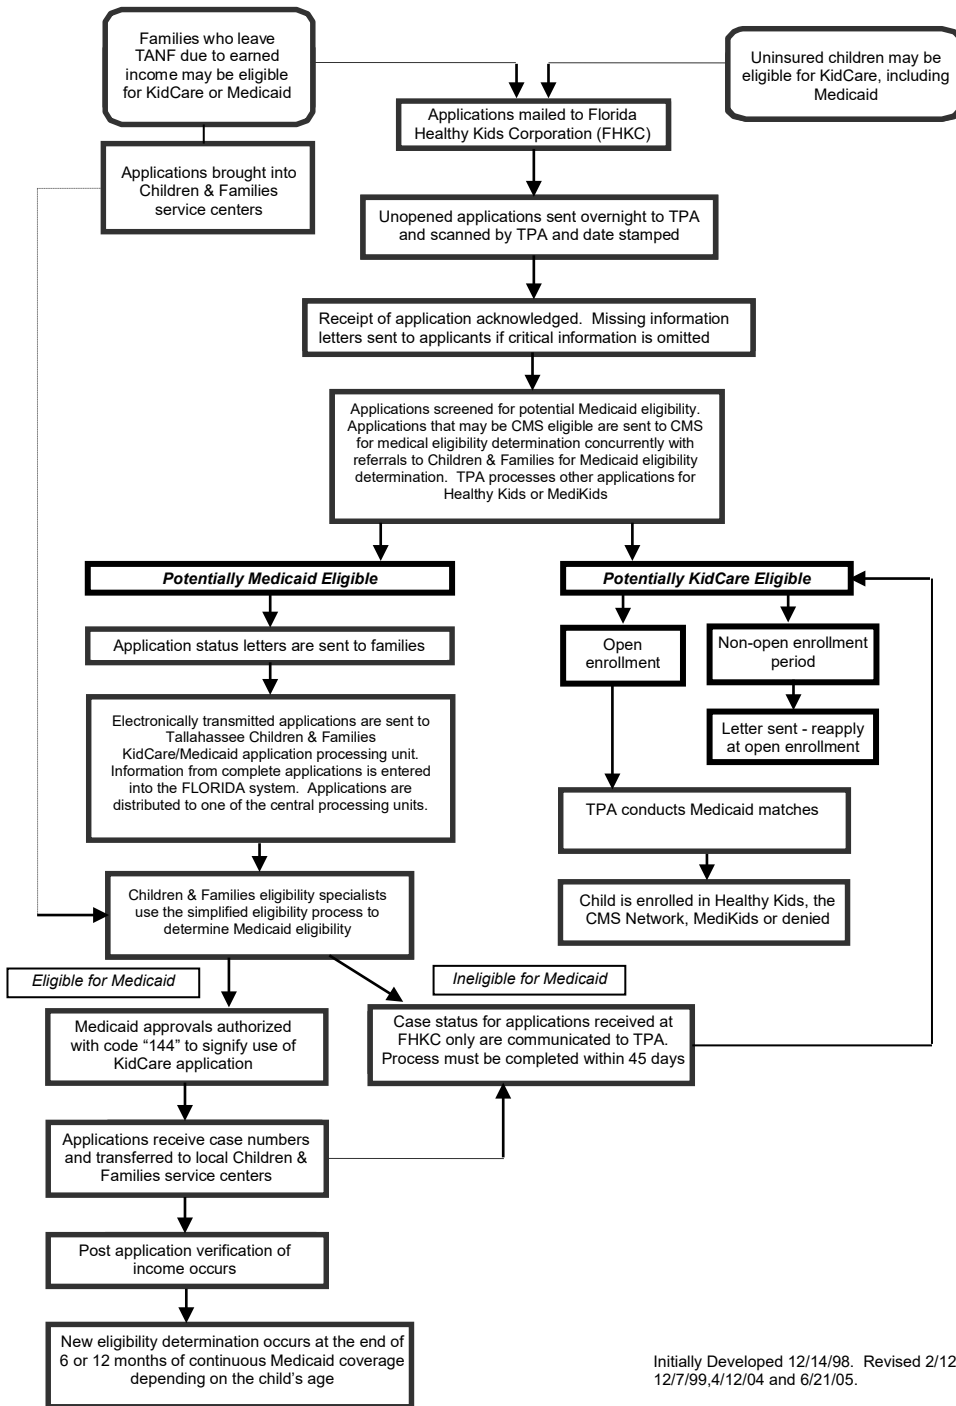 Families who leave
TANF due to earned
income may be eligible
for KidCare or Medicaid
Uninsured children may be
eligible for KidCare, including
Medicaid
Applications mailed to Florida
Healthy Kids Corporation (FHKC)
Applications brought into
Children & Families
service centers
Unopened applications sent overnight to TPA
and scanned by TPA and date stamped
Receipt of application acknowledged.  Missing information
letters sent to applicants if critical information is omitted
Applications screened for potential Medicaid eligibility.
Applications that may be CMS eligible are sent to CMS
for medical eligibility determination concurrently with
referrals to Children & Families for Medicaid eligibility
determination.  TPA processes other applications for
Healthy Kids or MediKids
Potentially Medicaid Eligible
Potentially KidCare Eligible
Application status letters are sent to families
Open
enrollment
Non-open enrollment
period
Letter sent - reapply
at open enrollment
Electronically transmitted applications are sent to
Tallahassee Children & Families
KidCare/Medicaid application processing unit.
Information from complete applications is entered
into the FLORIDA system.  Applications are
distributed to one of the central processing units.
TPA conducts Medicaid matches
Children & Families eligibility specialists
use the simplified eligibility process to
determine Medicaid eligibility
Child is enrolled in Healthy Kids, the
CMS Network, MediKids or denied
Eligible for Medicaid
Ineligible for Medicaid
Medicaid approvals authorized
with code “144” to signify use of
KidCare application
Case status for applications received at
FHKC only are communicated to TPA.
Process must be completed within 45 days
Applications receive case numbers
and transferred to local Children &
Families service centers
Post application verification of
income occurs
New eligibility determination occurs at the end of
6 or 12 months of continuous Medicaid coverage
depending on the child’s age
Initially Developed 12/14/98.  Revised 2/12
12/7/99,4/12/04 and 6/21/05.